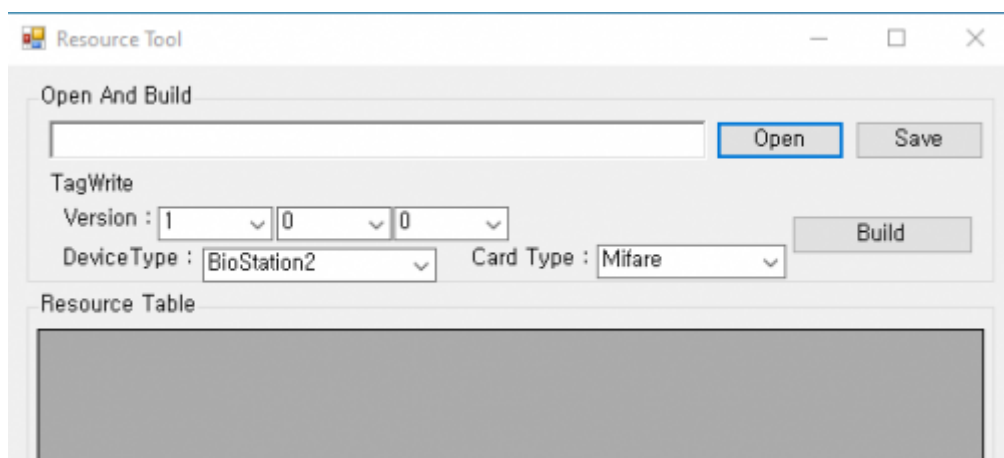 Resource Tool
Open And Build
Open Save
TagWrite
Version : 1 0 0
Build
DeviceType : BioStation2 Card Type : Mifare
Resource Table